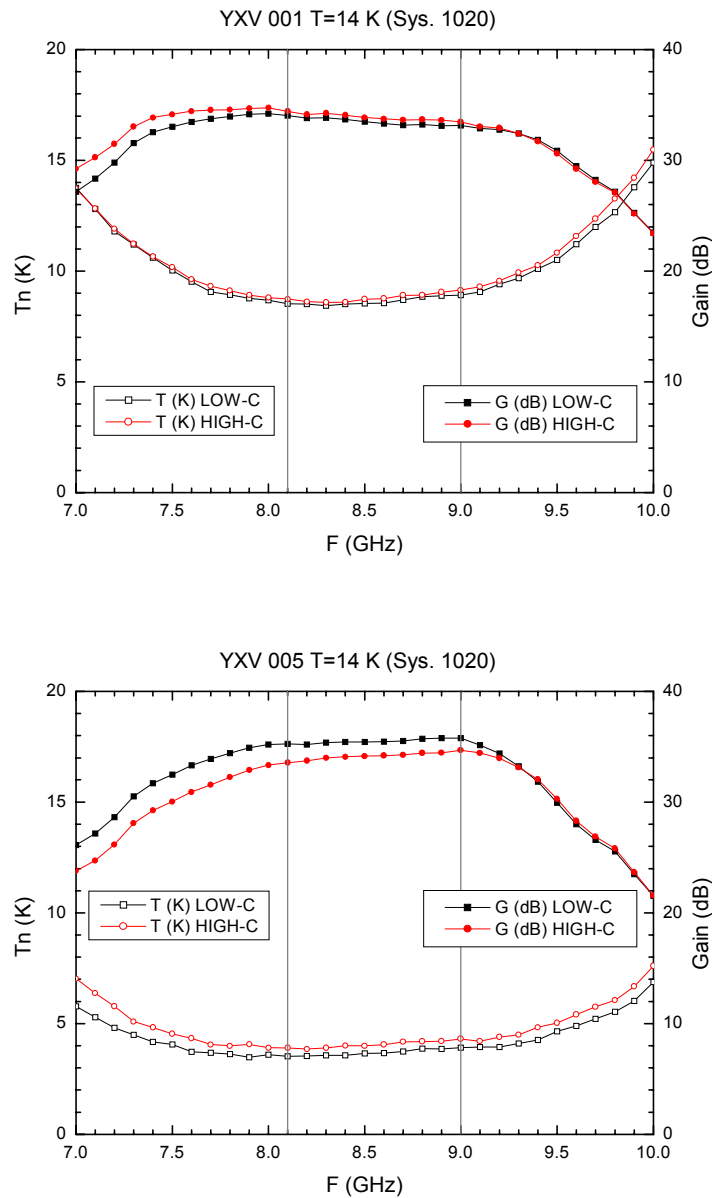 YXV 001 T=14 K (Sys. 1020)
20
15
10
5
0
Tn (K)
40
30
20
10
0
Gain (dB)
T (K) LOW-C
T (K) HIGH-C
G (dB) LOW-C
G (dB) HIGH-C
7.0 7.5 8.0 8.5 9.0 9.5 10.0
F (GHz)
YXV 005 T=14 K (Sys. 1020)
20
15
10
5
0
Tn (K)
40
30
20
10
0
Gain (dB)
T (K) LOW-C
T (K) HIGH-C
G (dB) LOW-C
G (dB) HIGH-C
7.0 7.5 8.0 8.5 9.0 9.5 10.0
F (GHz)